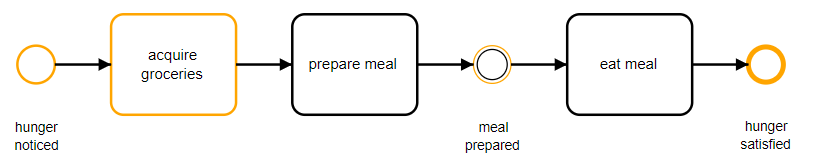 acquire
groceries
prepare meal
eat meal
hunger
noticed
meal
prepared
hunger
satisfied